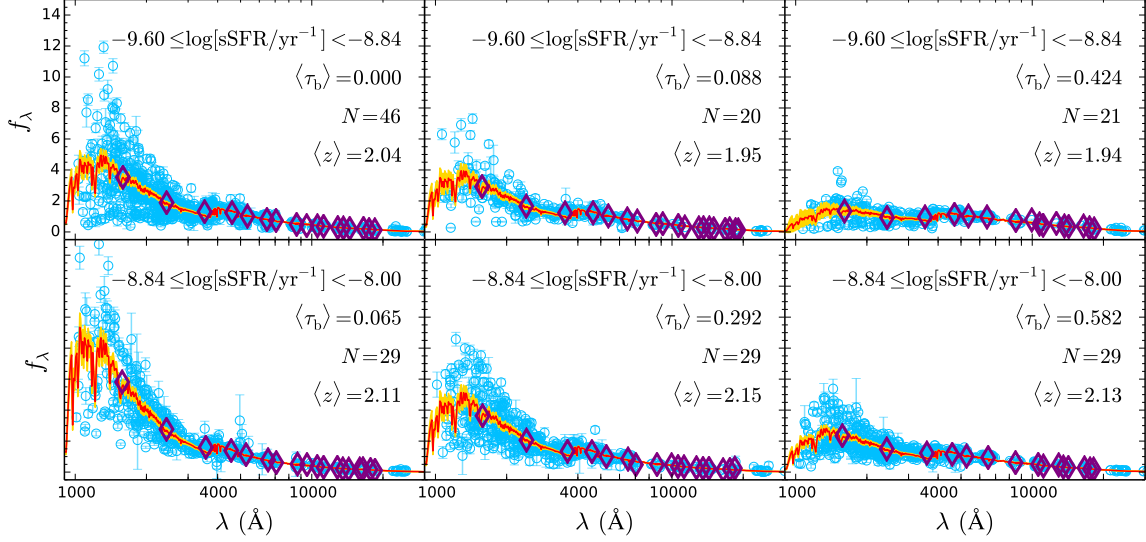 −9.60 ≤log[sSFR/yr⁻¹] <−8.84
⟨τ_b⟩=0.000
N=46
⟨z⟩=2.04
14
12
10
8
6
4
2
0
f_λ
−9.60 ≤log[sSFR/yr⁻¹] <−8.84
⟨τ_b⟩=0.088
N=20
⟨z⟩=1.95
−9.60 ≤log[sSFR/yr⁻¹] <−8.84
⟨τ_b⟩=0.424
N=21
⟨z⟩=1.94
−8.84 ≤log[sSFR/yr⁻¹] <−8.00
⟨τ_b⟩=0.065
N=29
⟨z⟩=2.11
f_λ
−8.84 ≤log[sSFR/yr⁻¹] <−8.00
⟨τ_b⟩=0.292
N=29
⟨z⟩=2.15
−8.84 ≤log[sSFR/yr⁻¹] <−8.00
⟨τ_b⟩=0.582
N=29
⟨z⟩=2.13
1000 4000 10000
1000 4000 10000
1000 4000 10000
λ (Å)
λ (Å)
λ (Å)